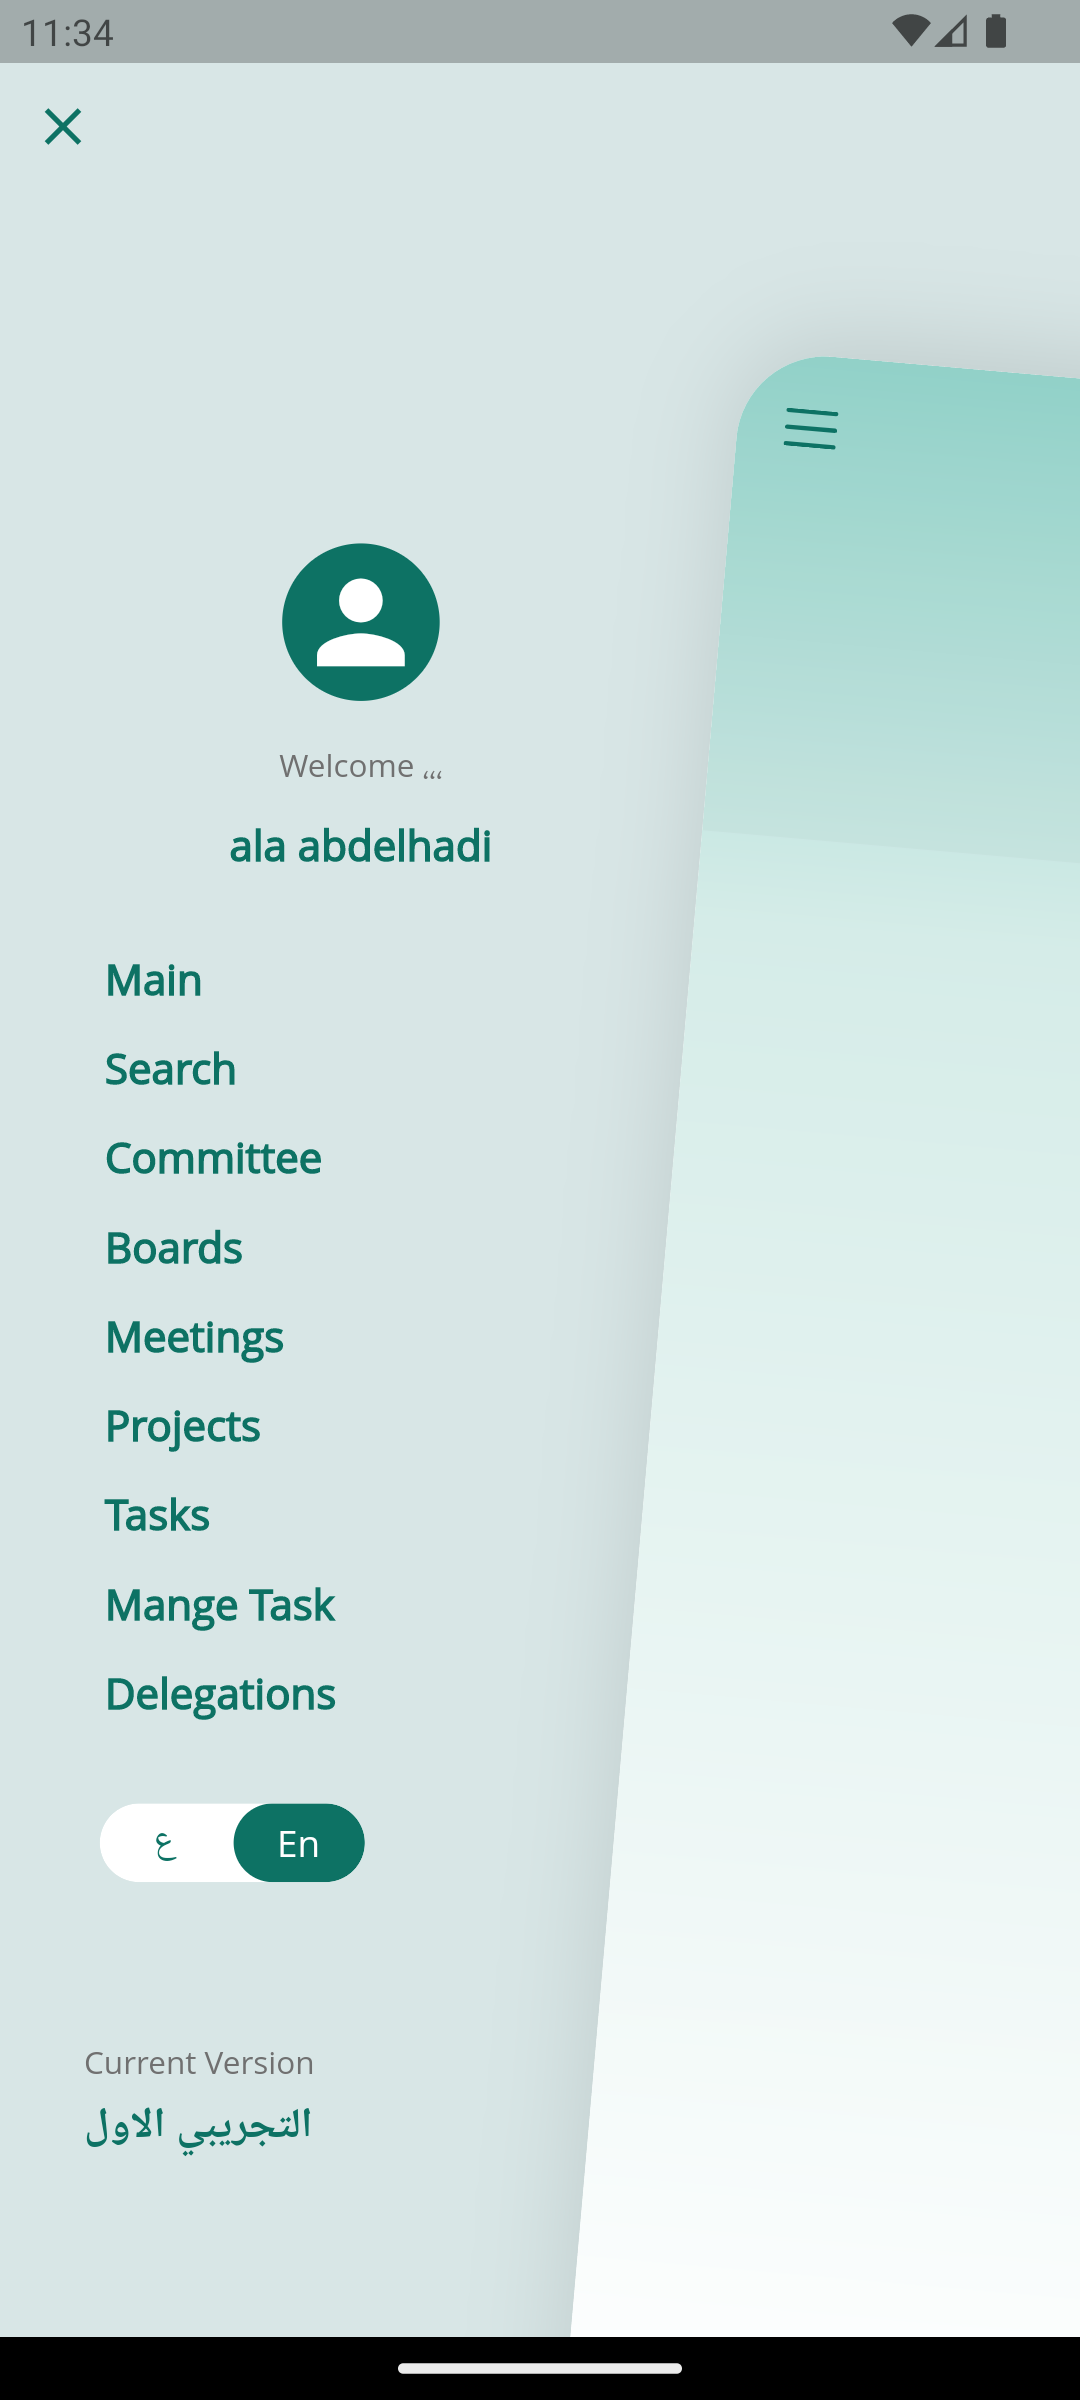 11:34
Welcome ،،،
ala abdelhadi
Main
Search
Committee
Boards
Meetings
Projects
Tasks
Mange Task
Delegations
ع En
Current Version
التجريبي الاول